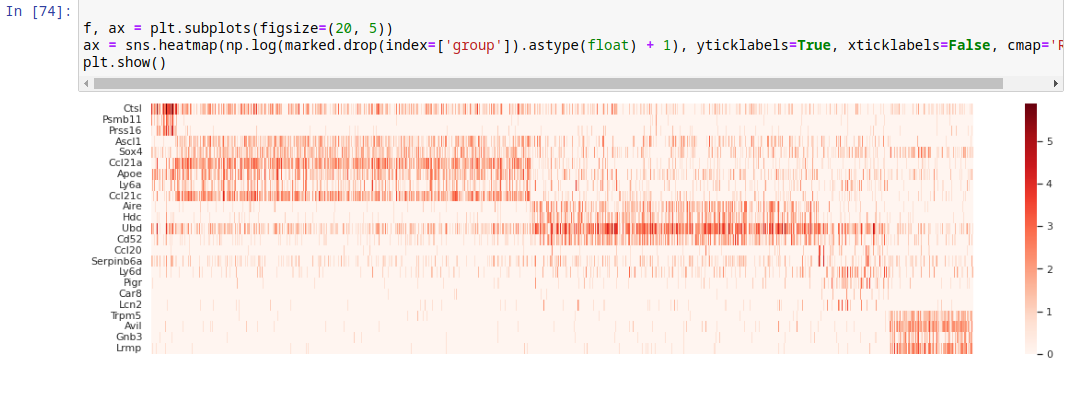 In [74]:
f, ax = plt.subplots(figsize=(20, 5))
ax = sns.heatmap(np.log(marked.drop(index=['group']).astype(float) + 1), yticklabels=True, xticklabels=False, cmap='R
plt.show()
Ctsl
Psmb11
Prss16
Ascl1
Sox4
Ccl21a
Apoe
Ly6a
Ccl21c
Aire
Hdc
Ubd
Cd52
Ccl20
Serpinb6a
Ly6d
Pigr
Car8
Lcn2
Trpm5
Avil
Gnb3
Lrmp
5
4
3
2
1
0